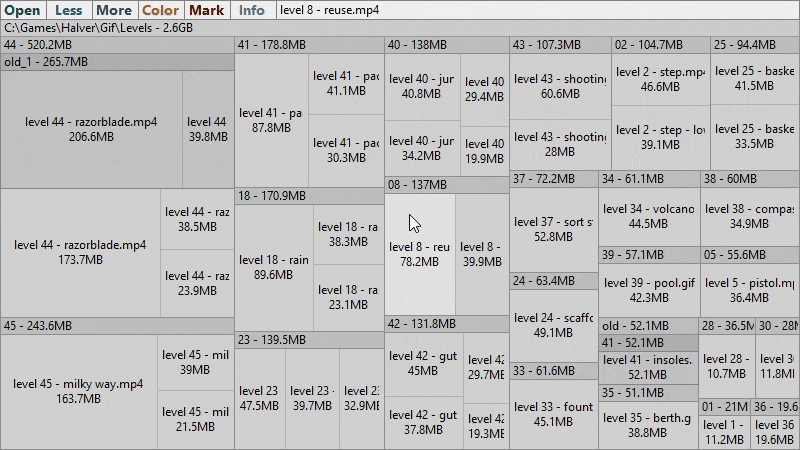 Open Less More Color Mark Info level 8 - reuse.mp4
C:\Games\Halver\Gif\Levels - 2.6GB
44 - 520.2MB
old_1 - 265.7MB
level 44 - razorblade.mp4
206.6MB
level 44
39.8MB
level 44 - razorblade.mp4
173.7MB
level 44 - raz
38.5MB
level 44 - raz
23.9MB
45 - 243.6MB
level 45 - milky way.mp4
163.7MB
level 45 - mil
39MB
level 45 - mil
21.5MB
41 - 178.8MB
level 41 - pa
87.8MB
level 41 - pac
41.1MB
level 41 - pac
30.3MB
18 - 170.9MB
level 18 - rain
89.6MB
level 18 - ra
38.3MB
level 18 - ra
23.1MB
23 - 139.5MB
level 23
47.5MB
level 23 -
39.7MB
level 23
32.9MB
40 - 138MB
level 40 - jur
40.8MB
level 40 - jur
34.2MB
level 40
29.4MB
level 40
19.9MB
08 - 137MB
level 8 - reu
78.2MB
level 8 -
39.9MB
42 - 131.8MB
level 42 - gut
45MB
level 42 - gut
37.8MB
level 42
29.7ME
level 42
19.3ME
43 - 107.3MB
level 43 - shooting
60.6MB
level 43 - shooting
28MB
02 - 104.7MB
level 2 - step.mp4
46.6MB
level 2 - step - lov
39.1MB
25 - 94.4MB
level 25 - baske
41.5MB
level 25 - baske
33.5MB
37 - 72.2MB
level 37 - sort s
52.8MB
24 - 63.4MB
level 24 - scaffo
49.1MB
33 - 61.6MB
level 33 - fount
45.1MB
34 - 61.1MB
level 34 - volcano
44.5MB
38 - 60MB
level 38 - compas
34.9MB
39 - 57.1MB
level 39 - pool.gif
42.3MB
05 - 55.6MB
level 5 - pistol.mp
36.4MB
old - 52.1MB
41 - 52.1MB
level 41 - insoles.
52.1MB
35 - 51.1MB
level 35 - berth.g
38.8MB
28 - 36.5M
level 28 -
10.7MB
30 - 28M
level 30
11.8MB
01 - 21M
level 1 -
11.2MB
36 - 19.6
level 36
19.6MB